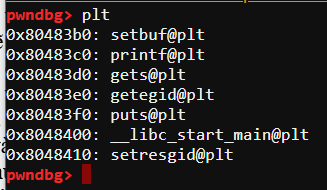 pwndbg> plt
0x80483b0: setbuf@plt
0x80483c0: printf@plt
0x80483d0: gets@plt
0x80483e0: getegid@plt
0x80483f0: puts@plt
0x8048400: __libc_start_main@plt
0x8048410: setresgid@plt
pwndbg>